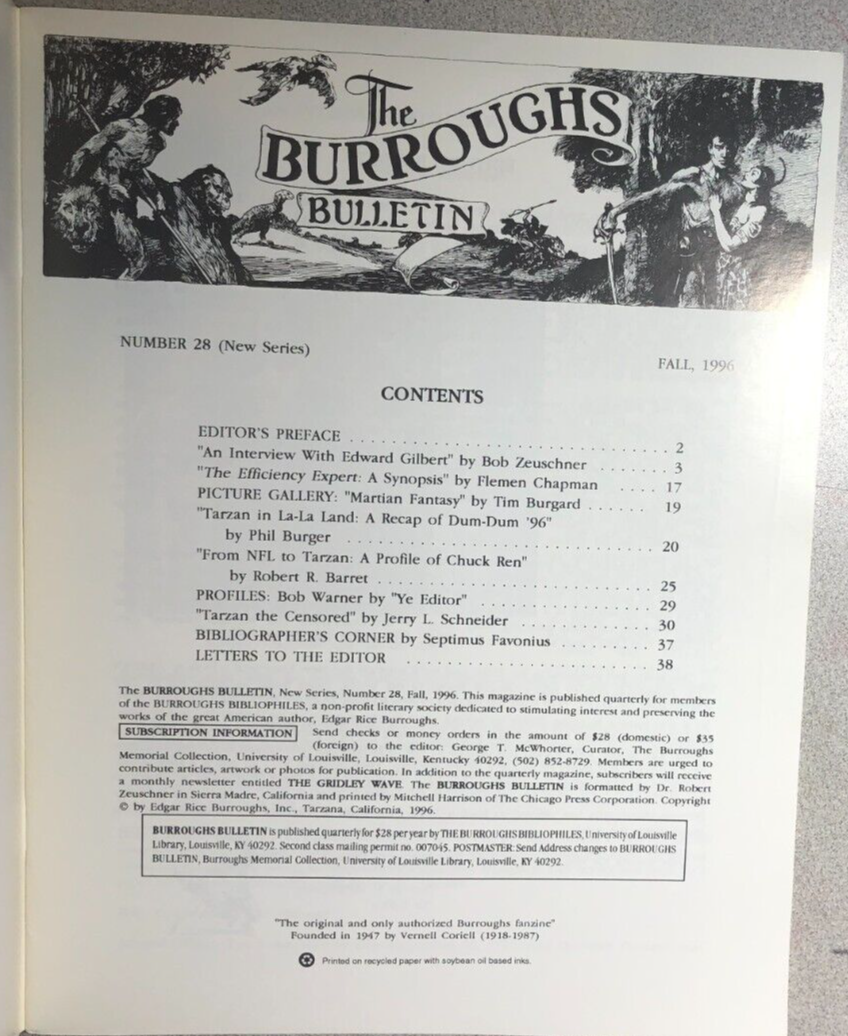 The
BURROUGHS
BULLETIN
NUMBER 28 (New Series)
FALL, 1996
CONTENTS
EDITOR'S PREFACE . . . . . . . . . . . . . . . . . . . . . . . . . . . 2
"An Interview With Edward Gilbert" by Bob Zeuschner . . . . . . . 3
"The Efficiency Expert: A Synopsis" by Flemen Chapman . . . . 17
PICTURE GALLERY: "Martian Fantasy" by Tim Burgard . . . . . . 19
"Tarzan in La-La Land: A Recap of Dum-Dum '96"
by Phil Burger . . . . . . . . . . . . . . . . . . . . . . . . . . 20
"From NFL to Tarzan: A Profile of Chuck Ren"
by Robert R. Barret . . . . . . . . . . . . . . . . . . . . . . . 25
PROFILES: Bob Warner by "Ye Editor" . . . . . . . . . . . . . . 29
"Tarzan the Censored" by Jerry L. Schneider . . . . . . . . . . . 30
BIBLIOGRAPHER'S CORNER by Septimus Favonius . . . . . . . . . 37
LETTERS TO THE EDITOR . . . . . . . . . . . . . . . . . . . . 38
The BURROUGHS BULLETIN, New Series, Number 28, Fall, 1996. This magazine is published quarterly for members
of the BURROUGHS BIBLIOPHILES, a non-profit literary society dedicated to stimulating interest and preserving the
works of the great American author, Edgar Rice Burroughs.
SUBSCRIPTION INFORMATION Send checks or money orders in the amount of $28 (domestic) or $35
(foreign) to the editor: George T. McWhorter, Curator, The Burroughs
Memorial Collection, University of Louisville, Louisville, Kentucky 40292, (502) 852-8729. Members are urged to
contribute articles, artwork or photos for publication. In addition to the quarterly magazine, subscribers will receive
a monthly newsletter entitled THE GRIDLEY WAVE. The BURROUGHS BULLETIN is formatted by Dr. Robert
Zeuschner in Sierra Madre, California and printed by Mitchell Harrison of The Chicago Press Corporation. Copyright
© by Edgar Rice Burroughs, Inc., Tarzana, California, 1996.
BURROUGHS BULLETIN is published quarterly for $28 per year by THE BURROUGHS BIBLIOPHILES, University of Louisville
Library, Louisville, KY 40292. Second class mailing permit no. 007045. POSTMASTER: Send Address changes to BURROUGHS
BULLETIN, Burroughs Memorial Collection, University of Louisville Library, Louisville, KY 40292.
"The original and only authorized Burroughs fanzine"
Founded in 1947 by Vernell Coriell (1918-1987)
Printed on recycled paper with soybean oil based inks.